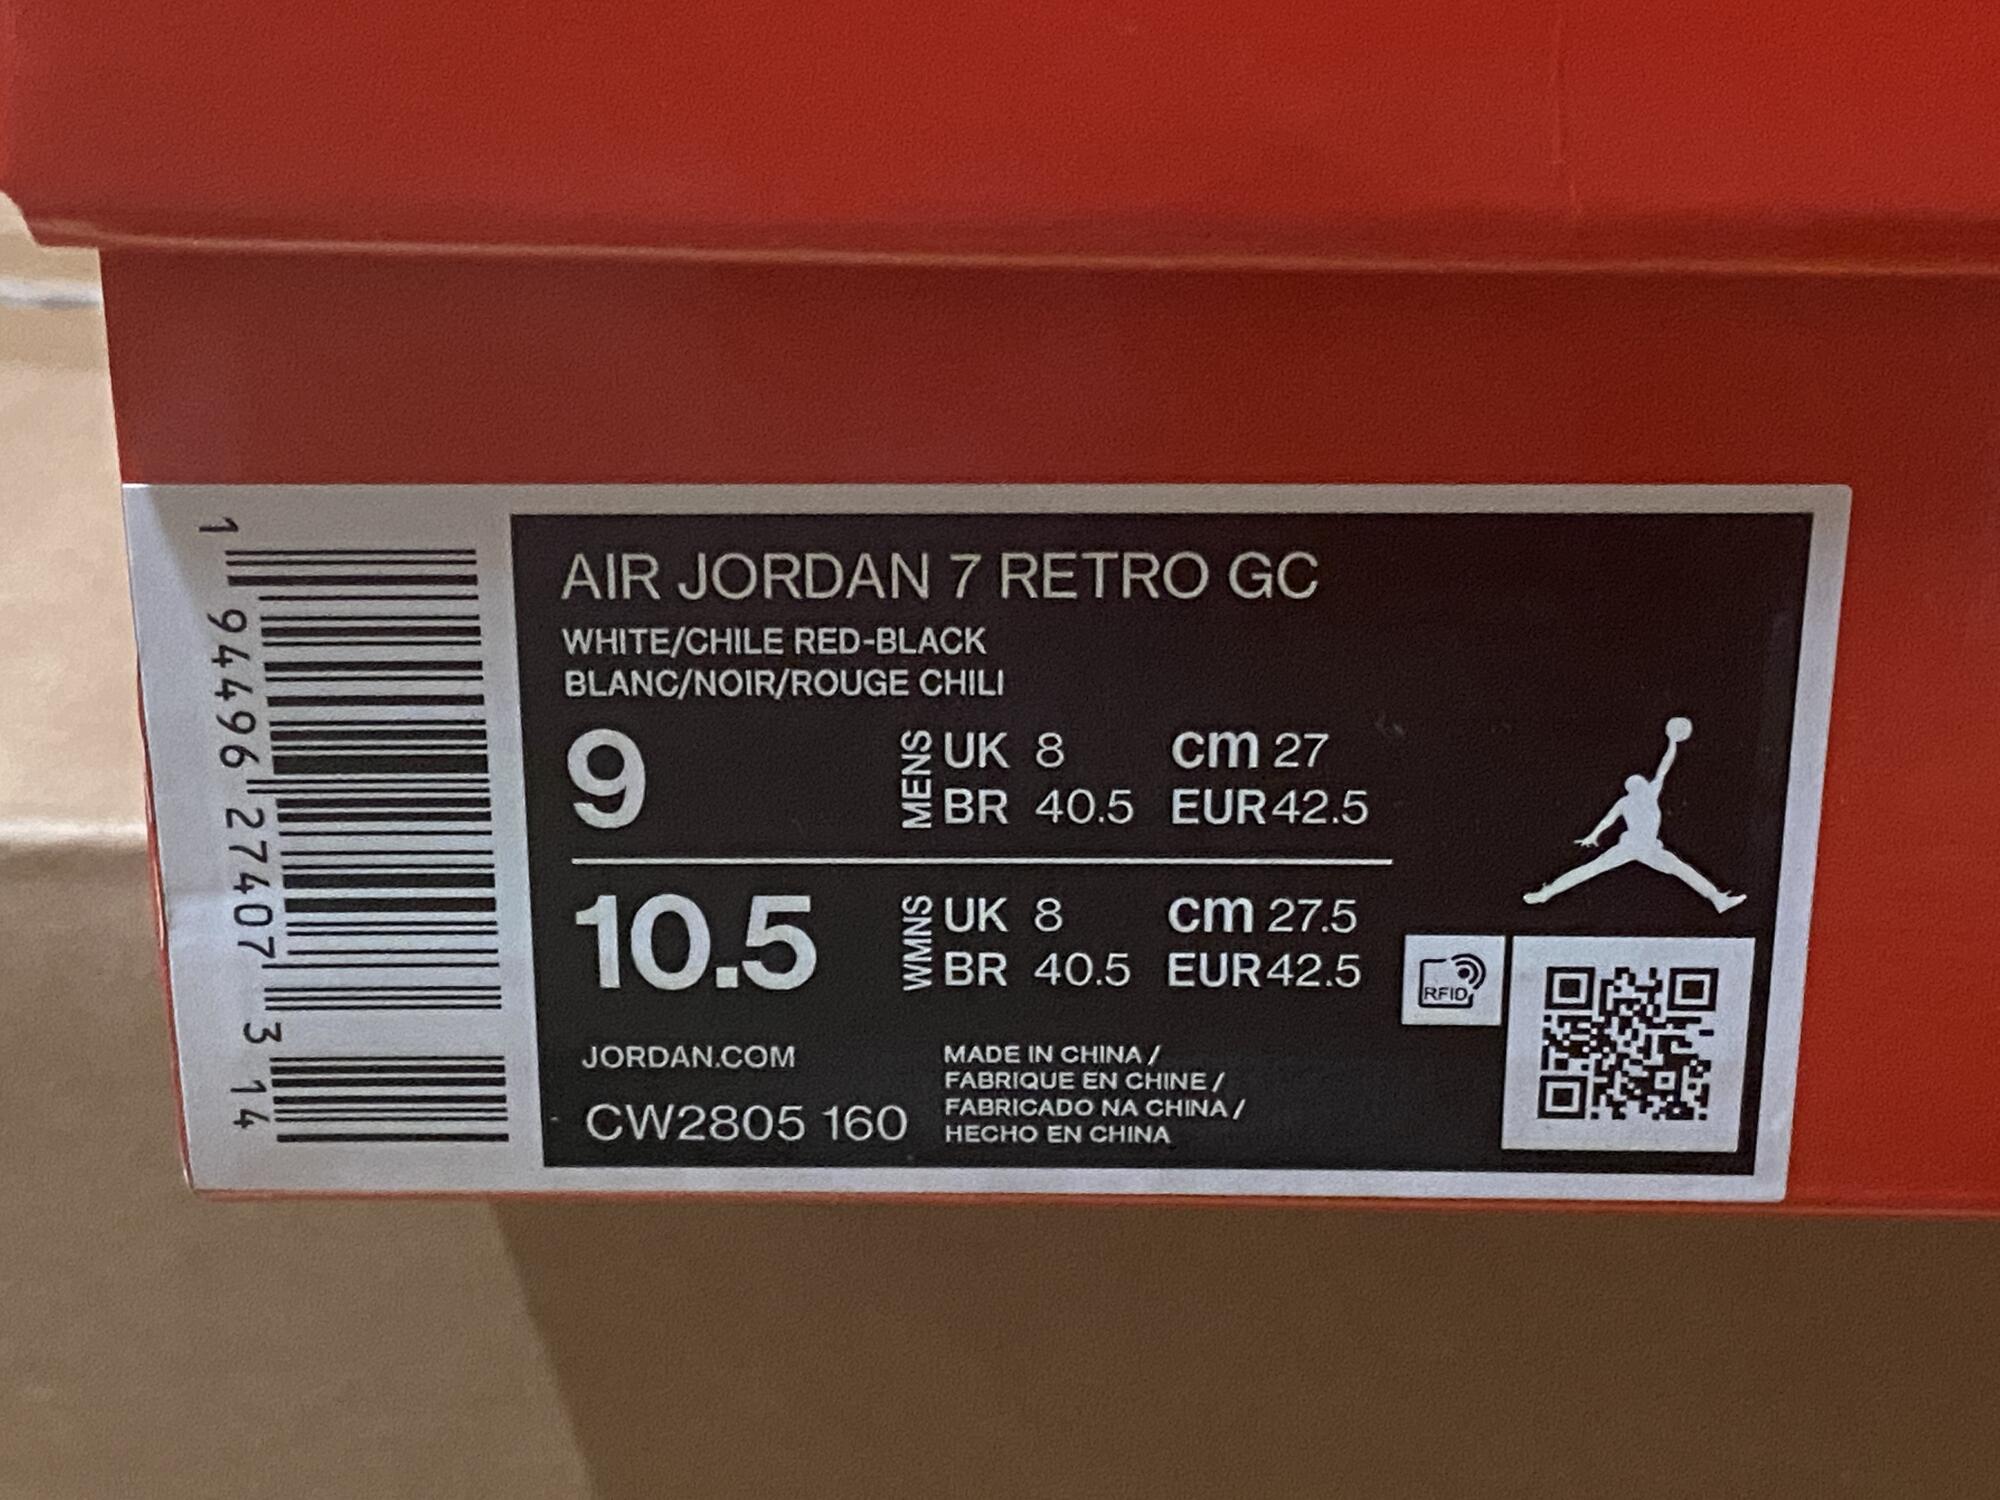 1 94496 27407 3 14
AIR JORDAN 7 RETRO GC
WHITE/CHILE RED-BLACK
BLANC/NOIR/ROUGE CHILI
9 MENS UK 8 cm 27
BR 40.5 EUR 42.5
10.5 WMNS UK 8 cm 27.5
BR 40.5 EUR 42.5
RFID
JORDAN.COM
CW2805 160
MADE IN CHINA /
FABRIQUE EN CHINE /
FABRICADO NA CHINA /
HECHO EN CHINA